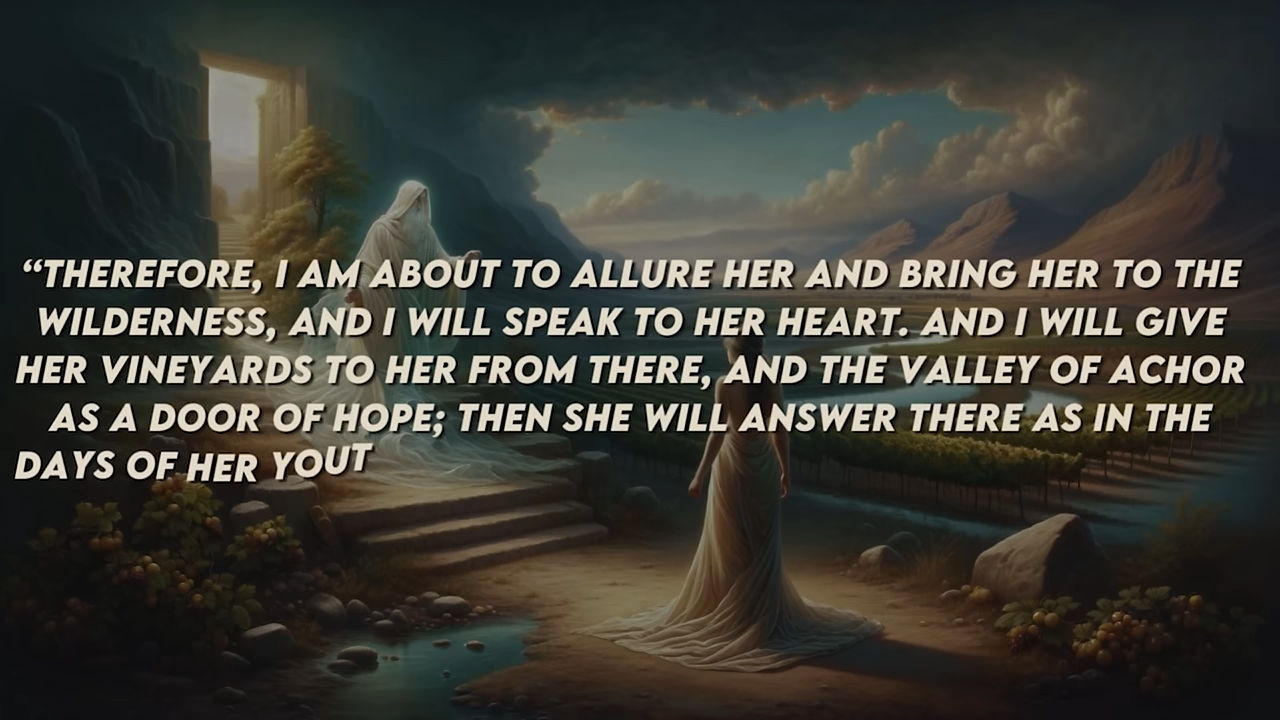 “THEREFORE, I AM ABOUT TO ALLURE HER AND BRING HER TO THE
WILDERNESS, AND I WILL SPEAK TO HER HEART. AND I WILL GIVE
HER VINEYARDS TO HER FROM THERE, AND THE VALLEY OF ACHOR
AS A DOOR OF HOPE; THEN SHE WILL ANSWER THERE AS IN THE
DAYS OF HER YOUT